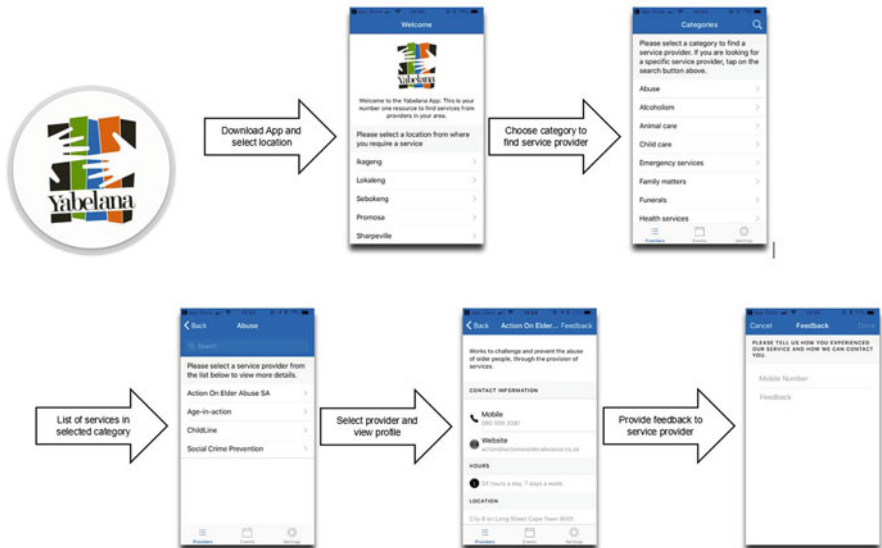 Yabelana
Download App and
select location
Welcome
Welcome to the Yabelana App. This is your
number one resource to find services from
providers in your area.
Please select a location from where
you require a service
Ikageng
Lokaleng
Sebokeng
Promosa
Sharpeville
Choose category to
find service provider
Categories
Please select a category to find a
service provider. If you are looking for
a specific service provider, tap on the
search button above.
Abuse
Alcoholism
Animal care
Child care
Emergency services
Family matters
Funerals
Health services
Providers Events Settings
List of services in
selected category
Back Abuse
Search
Please select a service provider from
the list below to view more details.
Action On Elder Abuse SA
Age-in-action
ChildLine
Social Crime Prevention
Providers Events Settings
Select provider and
view profile
Back Action On Elder... Feedback
Works to challenge and prevent the abuse
of older people, through the provision of
services.
CONTACT INFORMATION
Mobile
Website
HOURS
24 hours a day, 7 days a week.
LOCATION
City 8 on Long Street Cape Town 8001
Providers Events Settings
Provide feedback to
service provider
Cancel Feedback Done
PLEASE TELL US HOW YOU EXPERIENCED
OUR SERVICE AND HOW WE CAN CONTACT
YOU.
Mobile Number
Feedback